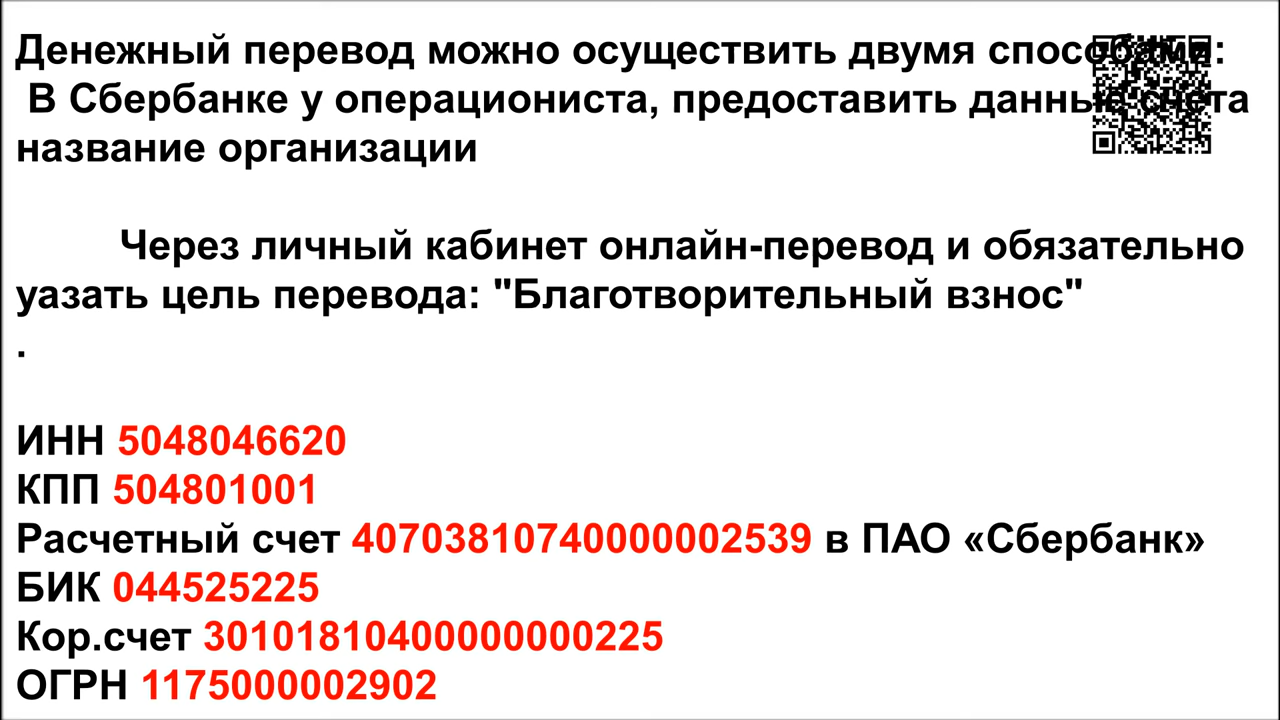 Денежный перевод можно осуществить двумя способами:
В Сбербанке у операциониста, предоставить данные счета
название организации
Через личный кабинет онлайн-перевод и обязательно
уазать цель перевода: "Благотворительный взнос"
.
ИНН 5048046620
КПП 504801001
Расчетный счет 40703810740000002539 в ПАО «Сбербанк»
БИК 044525225
Кор.счет 30101810400000000225
ОГРН 1175000002902